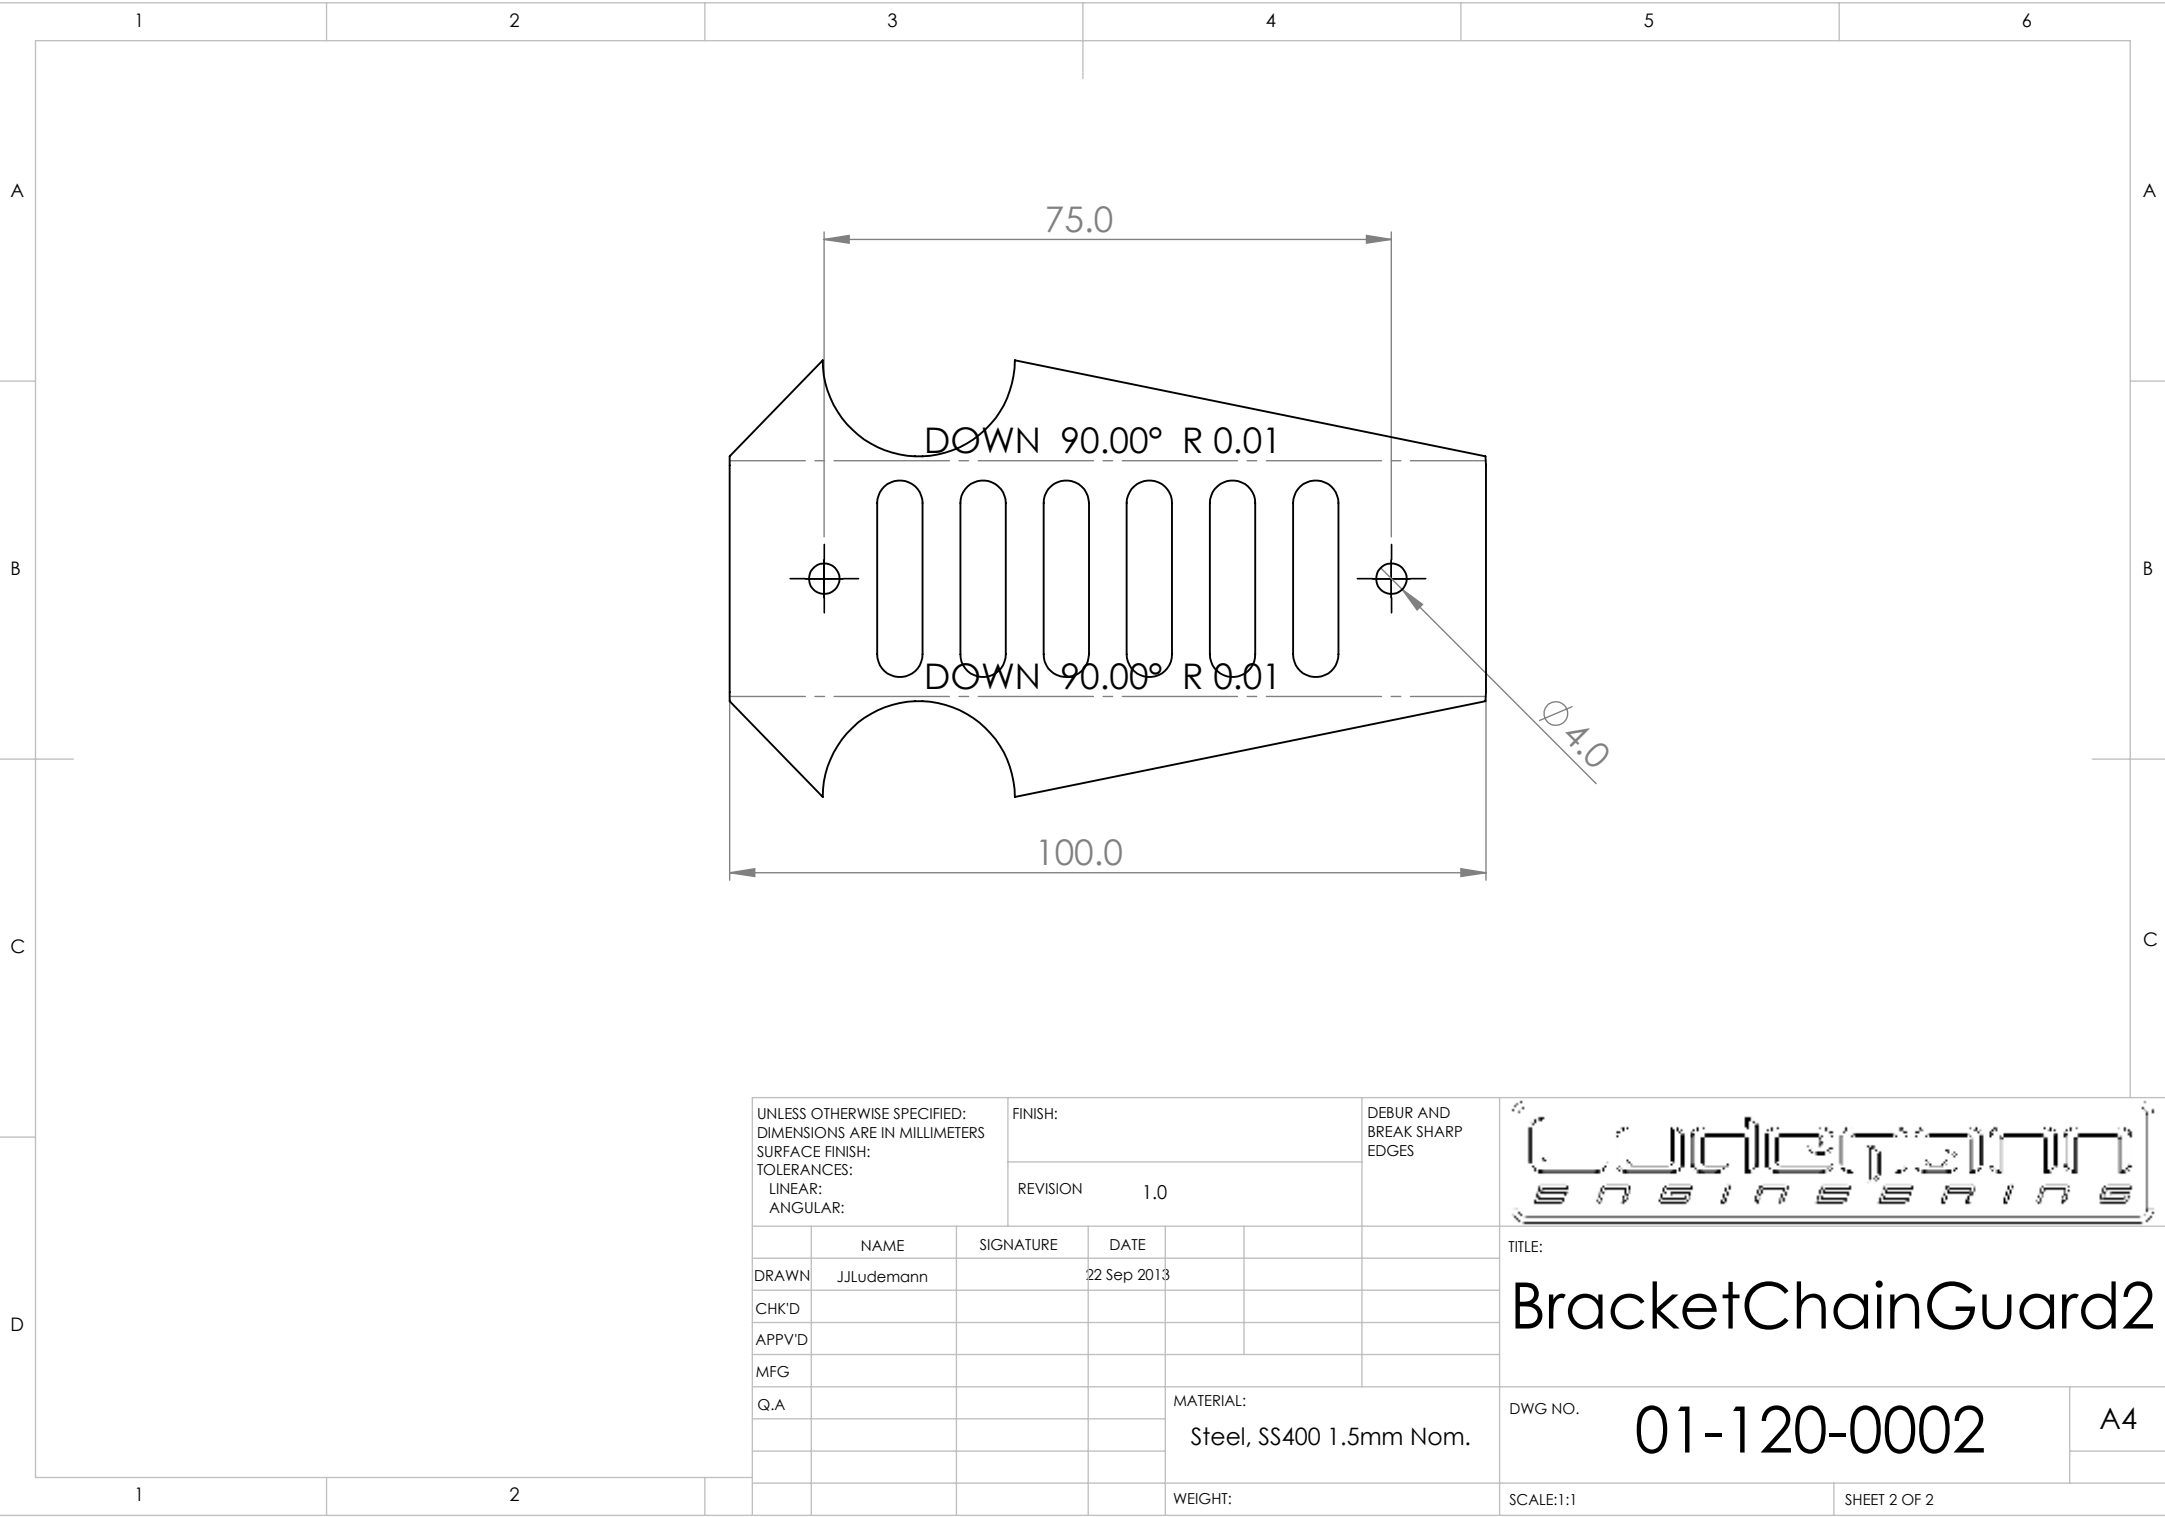 1 2 3 4 5 6
A A
75.0
DOWN 90.00° R 0.01
B B
DOWN 90.00° R 0.01
∅ 4.0
100.0
C C
UNLESS OTHERWISE SPECIFIED:
DIMENSIONS ARE IN MILLIMETERS
SURFACE FINISH:
TOLERANCES:
LINEAR:
ANGULAR:
FINISH:
REVISION 1.0
DEBUR AND
BREAK SHARP
EDGES
Ludemann
ENGINEERING
NAME SIGNATURE DATE
DRAWN JJLudemann 22 Sep 2013
CHK'D
APPV'D
MFG
Q.A
TITLE:
BracketChainGuard2
D
MATERIAL:
Steel, SS400 1.5mm Nom.
DWG NO. 01-120-0002 A4
1 2
WEIGHT:
SCALE:1:1
SHEET 2 OF 2